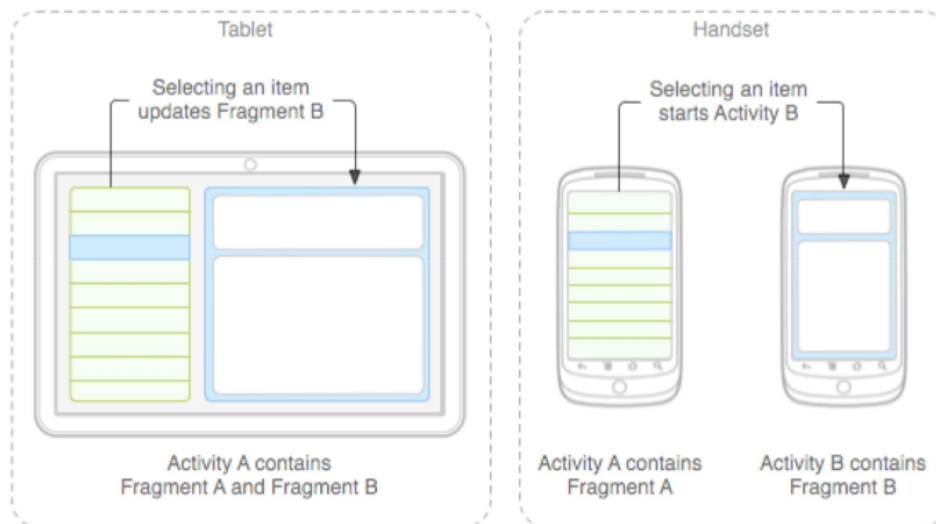 Tablet
Selecting an item
updates Fragment B
Activity A contains
Fragment A and Fragment B
Handset
Selecting an item
starts Activity B
Activity A contains
Fragment A
Activity B contains
Fragment B